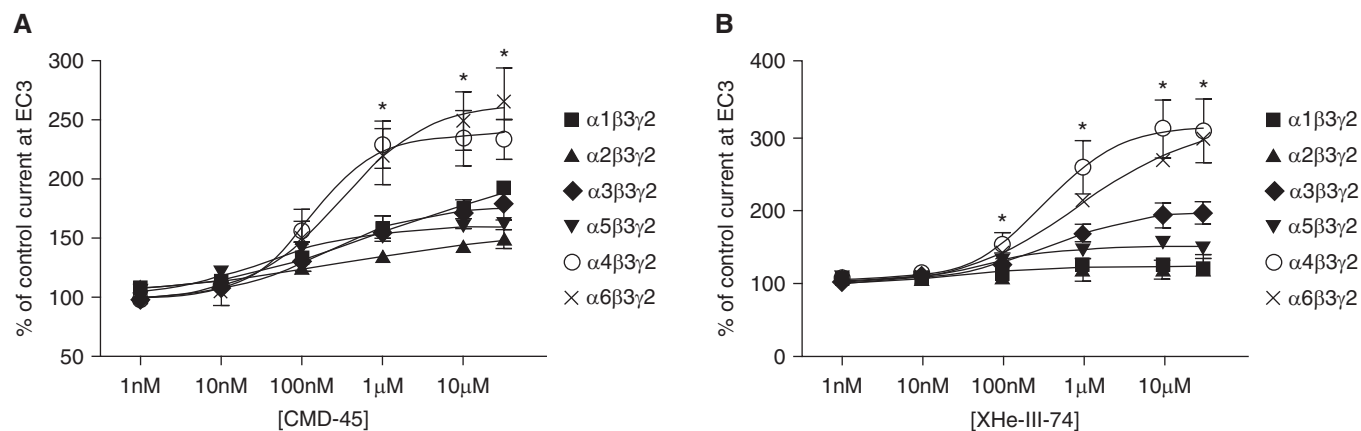 A
% of control current at EC3
300
250
200
150
100
50
*
*
*
1nM
10nM
100nM
1μM
10μM
[CMD-45]
α1β3γ2
α2β3γ2
α3β3γ2
α5β3γ2
α4β3γ2
α6β3γ2
B
% of control current at EC3
400
300
200
100
0
*
*
*
*
1nM
10nM
100nM
1μM
10μM
[XHe-III-74]
α1β3γ2
α2β3γ2
α3β3γ2
α5β3γ2
α4β3γ2
α6β3γ2